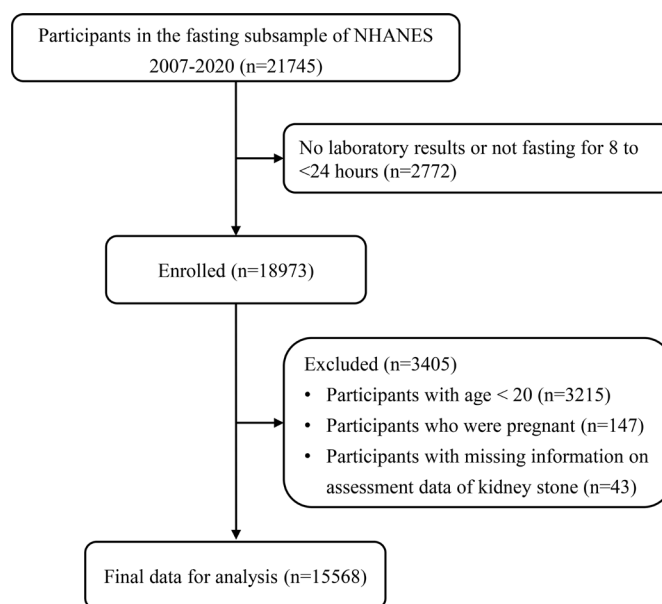 Participants in the fasting subsample of NHANES
2007-2020 (n=21745)
No laboratory results or not fasting for 8 to
<24 hours (n=2772)
Enrolled (n=18973)
Excluded (n=3405)
• Participants with age < 20 (n=3215)
• Participants who were pregnant (n=147)
• Participants with missing information on
assessment data of kidney stone (n=43)
Final data for analysis (n=15568)